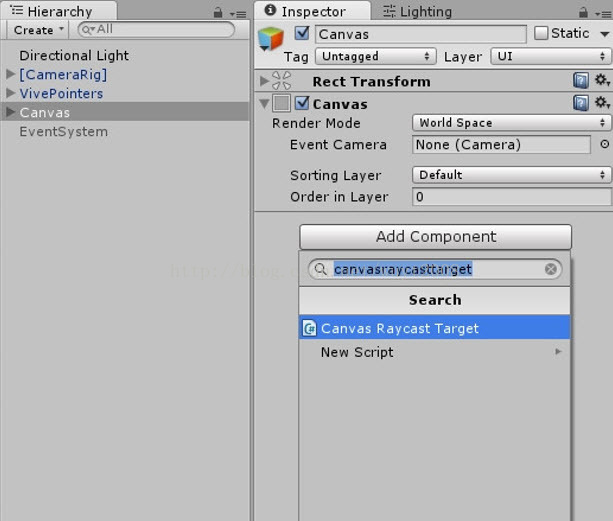 Hierarchy
Create
All
Directional Light
[CameraRig]
VivePointers
Canvas
EventSystem
Inspector
Lighting
Canvas
Static
Tag Untagged Layer UI
Rect Transform
Canvas
Render Mode World Space
Event Camera None (Camera)
Sorting Layer Default
Order in Layer 0
Add Component
canvasraycasttarget
Search
Canvas Raycast Target
New Script